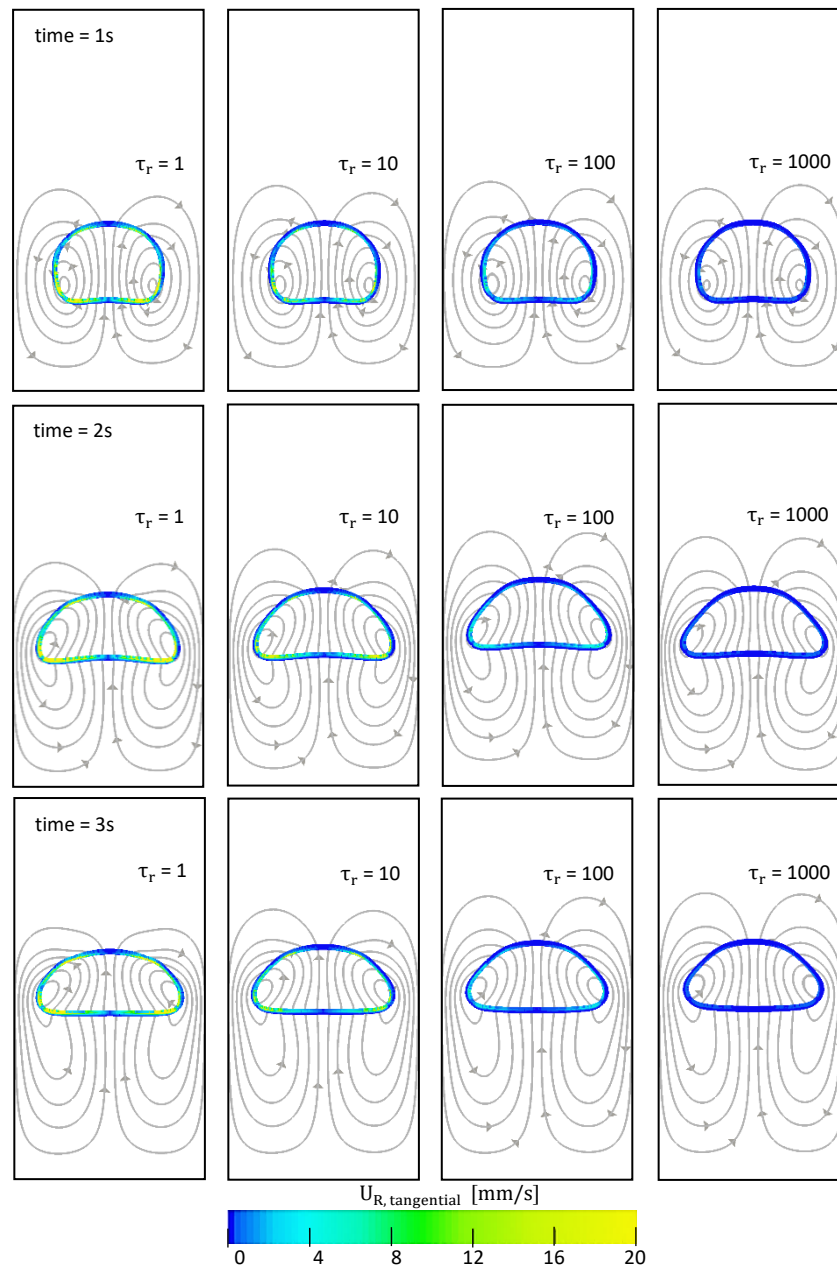 time = 1s
τr = 1
τr = 10
τr = 100
τr = 1000
time = 2s
τr = 1
τr = 10
τr = 100
τr = 1000
time = 3s
τr = 1
τr = 10
τr = 100
τr = 1000
UR, tangential [mm/s]
0 4 8 12 16 20